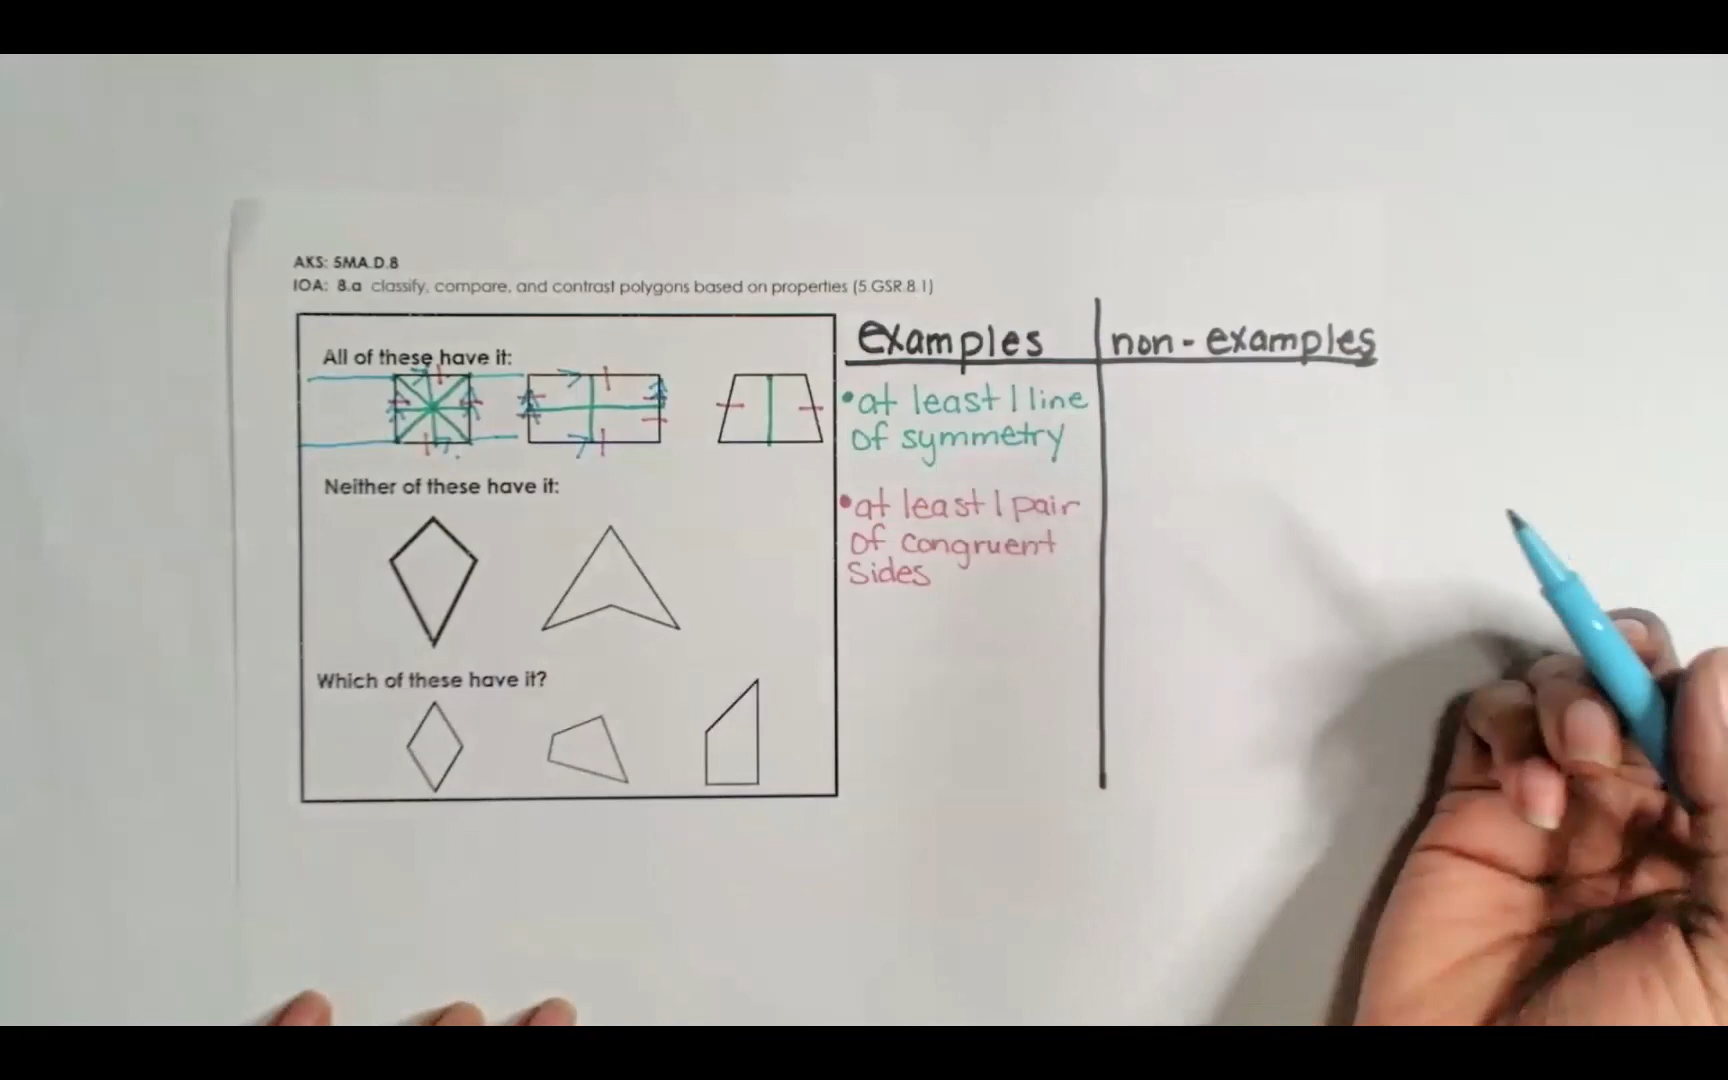 AKS: 5MA.D.8
IOA: 8.a classify, compare, and contrast polygons based on properties (5.GSR.8.1)
All of these have it:
Neither of these have it:
Which of these have it?
examples
non-examples
•at least 1 line
of symmetry
•at least 1 pair
of congruent
sides